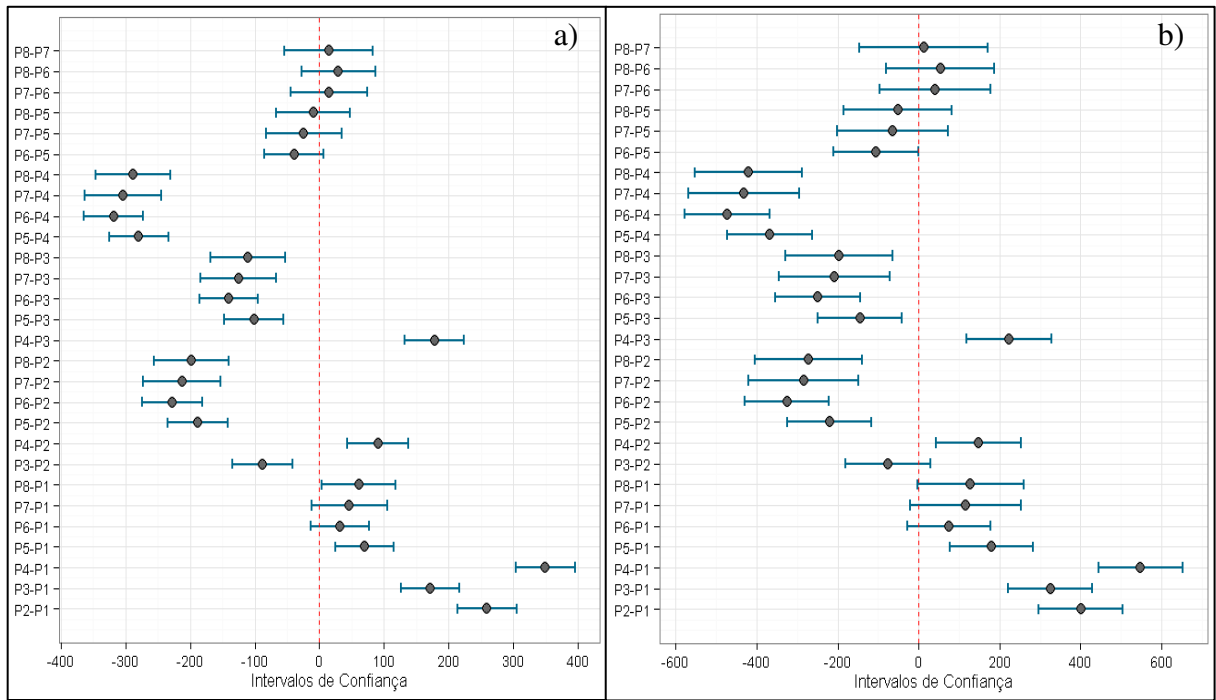 a)
P8-P7
P8-P6
P7-P6
P8-P5
P7-P5
P6-P5
P8-P4
P7-P4
P6-P4
P5-P4
P8-P3
P7-P3
P6-P3
P5-P3
P4-P3
P8-P2
P7-P2
P6-P2
P5-P2
P4-P2
P3-P2
P8-P1
P7-P1
P6-P1
P5-P1
P4-P1
P3-P1
P2-P1
-400 -300 -200 -100 0 100 200 300 400
Intervalos de Confiança
b)
P8-P7
P8-P6
P7-P6
P8-P5
P7-P5
P6-P5
P8-P4
P7-P4
P6-P4
P5-P4
P8-P3
P7-P3
P6-P3
P5-P3
P4-P3
P8-P2
P7-P2
P6-P2
P5-P2
P4-P2
P3-P2
P8-P1
P7-P1
P6-P1
P5-P1
P4-P1
P3-P1
P2-P1
-600 -400 -200 0 200 400 600
Intervalos de Confiança